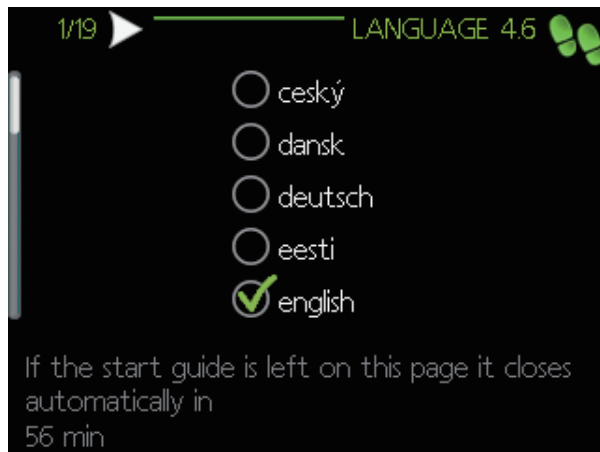 1/19 LANGUAGE 4.6
ceský
dansk
deutsch
eesti
english
If the start guide is left on this page it closes
automatically in
56 min